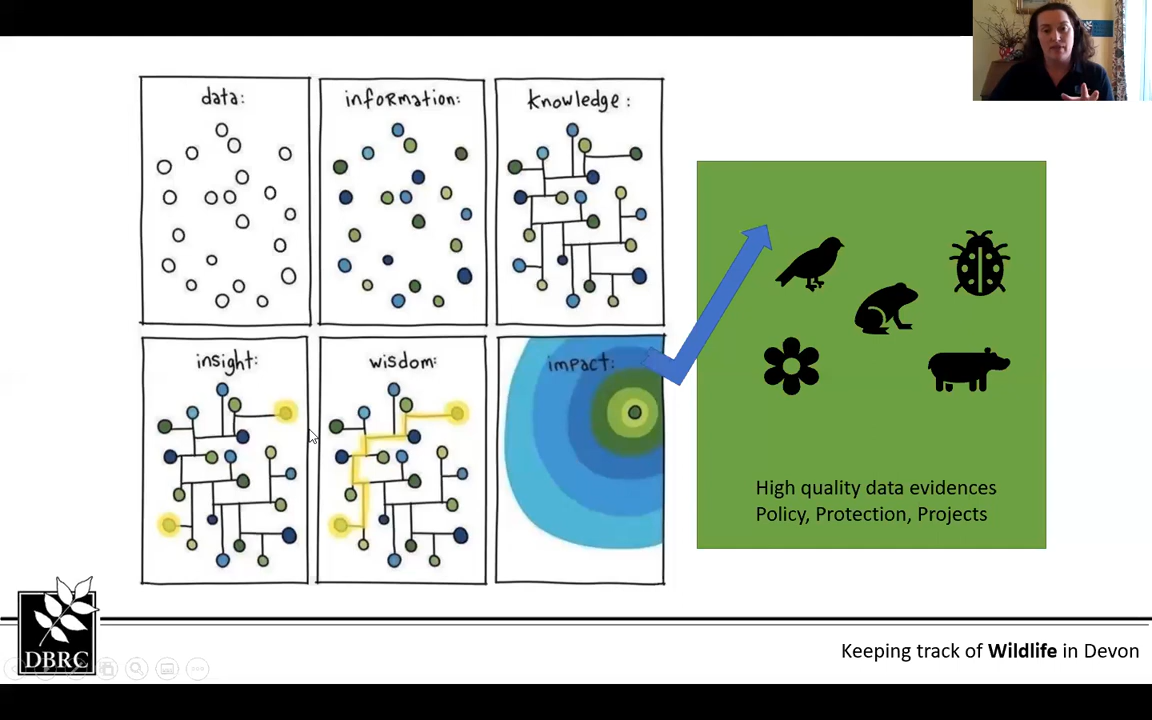 data:
information:
knowledge:
insight:
wisdom:
impact:
High quality data evidences
Policy, Protection, Projects
DBRC
Keeping track of Wildlife in Devon